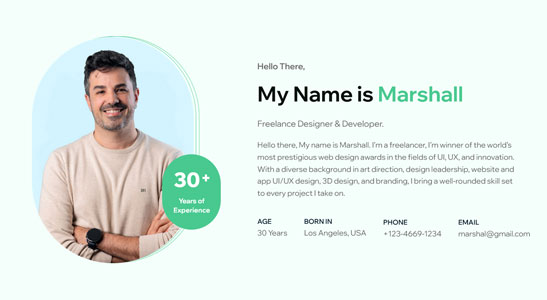 Hello There,
My Name is Marshall
Freelance Designer & Developer.
Hello there, My name is Marshall. I'm a freelancer, I'm winner of the world's
most prestigious web design awards in the fields of UI, UX, and innovation.
With a diverse background in art direction, design leadership, website and
app UI/UX design, 3D design, and branding, I bring a well-rounded skill set
to every project I take on.
30+
Years of
Experience
AGE
30 Years
BORN IN
Los Angeles, USA
PHONE
+123-4669-1234
EMAIL
marshal@gmail.com